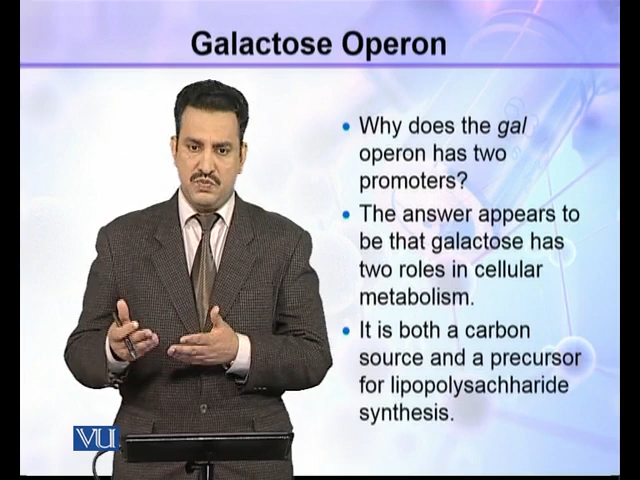 Galactose Operon
• Why does the gal
operon has two
promoters?
• The answer appears to
be that galactose has
two roles in cellular
metabolism.
• It is both a carbon
source and a precursor
for lipopolysachharide
synthesis.
VU